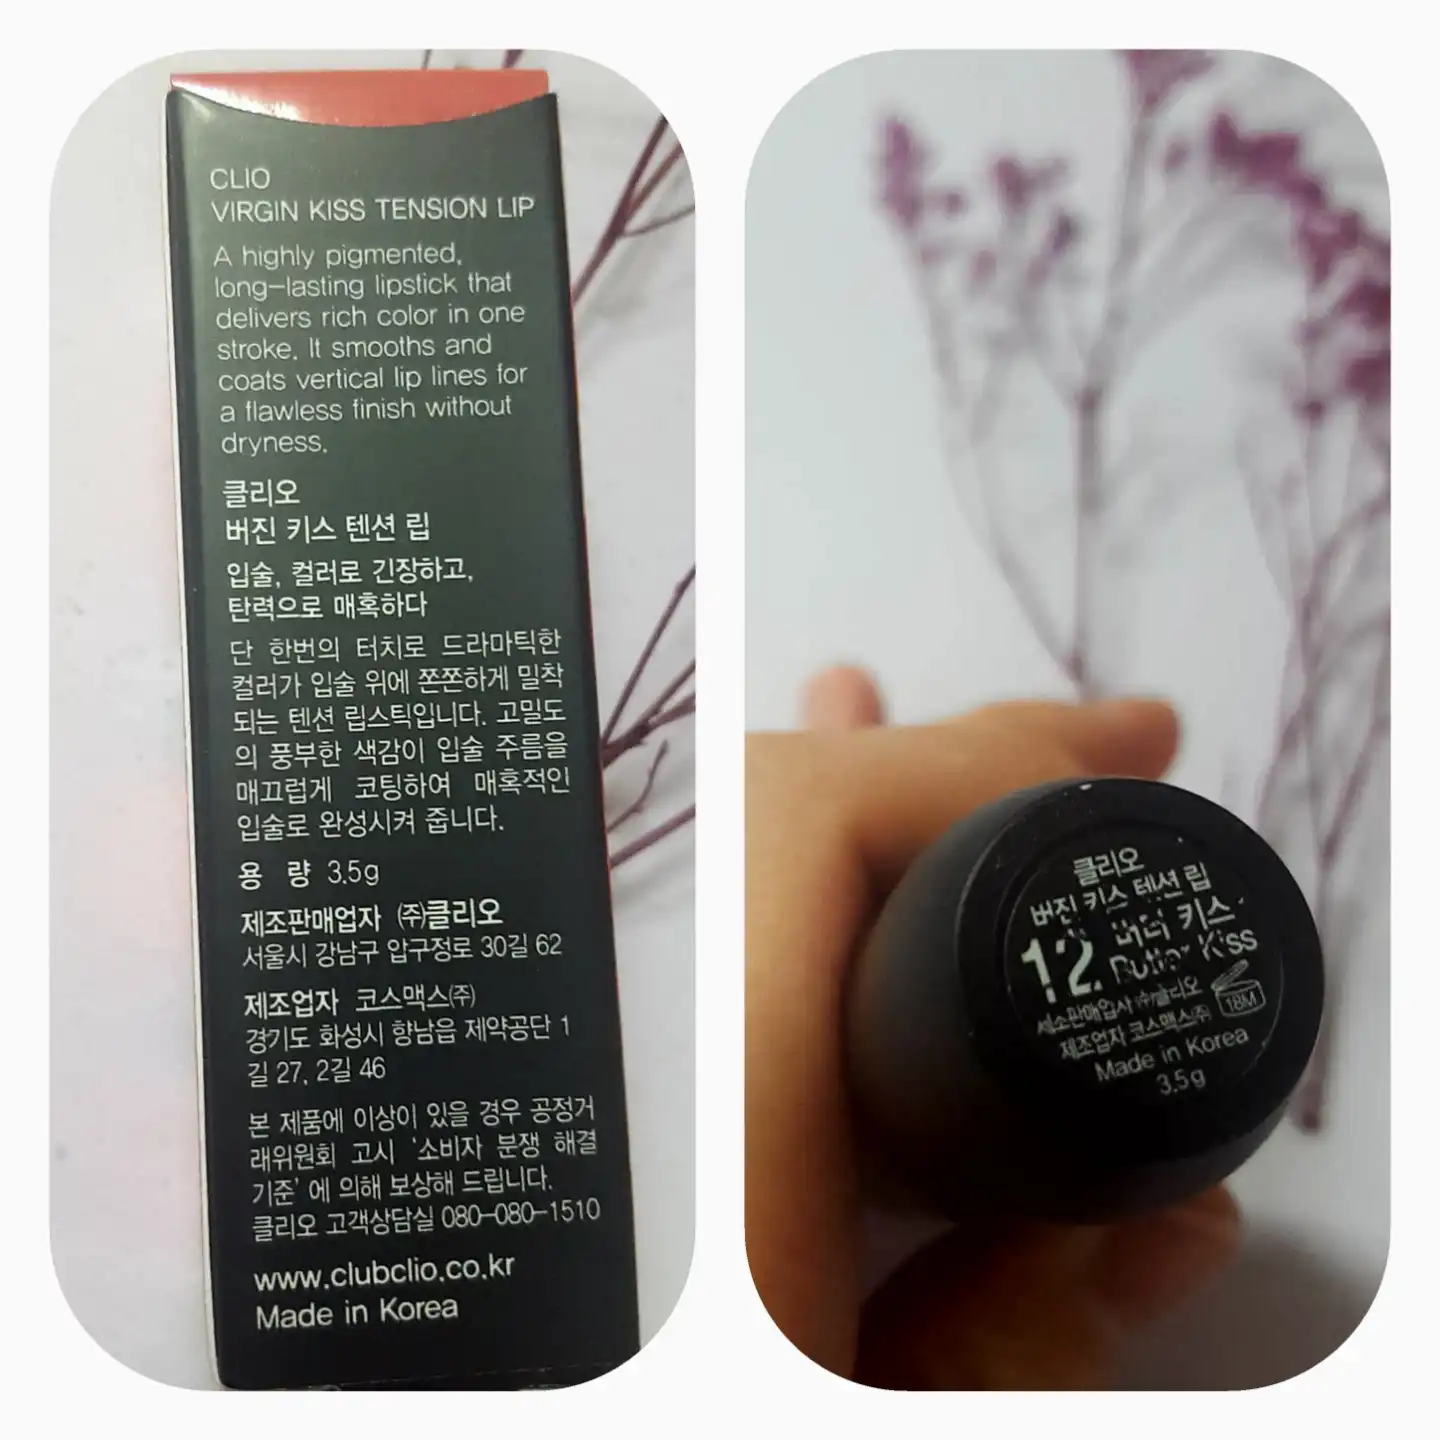 CLIO
VIRGIN KISS TENSION LIP
A highly pigmented,
long-lasting lipstick that
delivers rich color in one
stroke. It smooths and
coats vertical lip lines for
a flawless finish without
dryness.
클리오
버진 키스 텐션 립
입술, 컬러로 긴장하고,
탄력으로 매혹하다
단 한번의 터치로 드라마틱한
컬러가 입술 위에 쫀쫀하게 밀착
되는 텐션 립스틱입니다. 고밀도
의 풍부한 색감이 입술 주름을
매끄럽게 코팅하여 매혹적인
입술로 완성시켜 줍니다.
용 량 3.5g
제조판매업자 ㈜클리오
서울시 강남구 압구정로 30길 62
제조업자 코스맥스㈜
경기도 화성시 향남읍 제약공단 1
길 27, 2길 46
본 제품에 이상이 있을 경우 공정거
래위원회 고시 '소비자 분쟁 해결
기준' 에 의해 보상해 드립니다.
클리오 고객상담실 080-080-1510
www.clubclio.co.kr
Made in Korea
클리오
버진 키스 텐션 립
12. 버터 키스
Butter Kiss
제조판매업자 ㈜클리오
18M
제조업자 코스맥스㈜
Made in Korea
3.5g